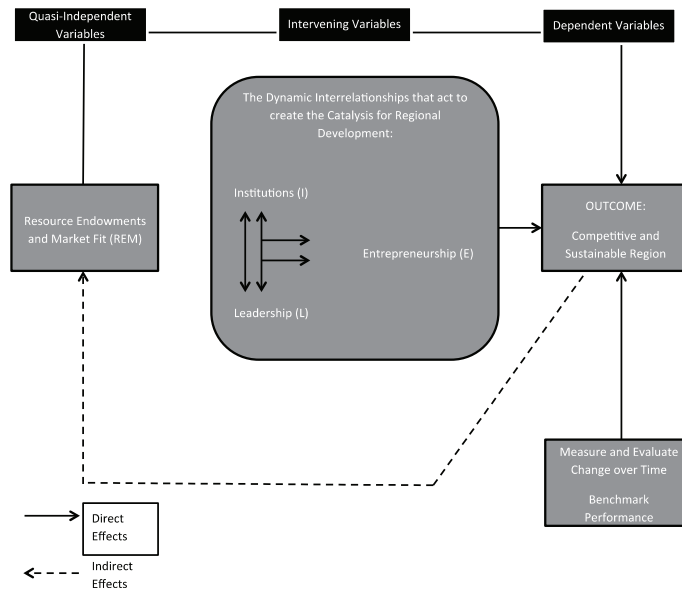 Quasi-Independent
Variables
Intervening Variables
Dependent Variables
The Dynamic Interrelationships that act to
create the Catalysis for Regional
Development:
Institutions (I)
Resource Endowments
and Market Fit (REM)
Entrepreneurship (E)
Leadership (L)
OUTCOME:
Competitive and
Sustainable Region
Measure and Evaluate
Change over Time
Benchmark
Performance
Direct
Effects
Indirect
Effects